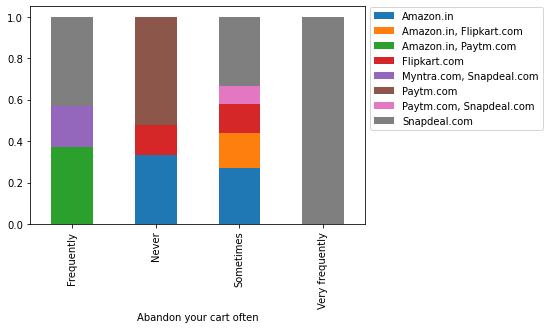 1.0
0.8
0.6
0.4
0.2
0.0
Frequently
Never
Sometimes
Very frequently
Abandon your cart often
Amazon.in
Amazon.in, Flipkart.com
Amazon.in, Paytm.com
Flipkart.com
Myntra.com, Snapdeal.com
Paytm.com
Paytm.com, Snapdeal.com
Snapdeal.com